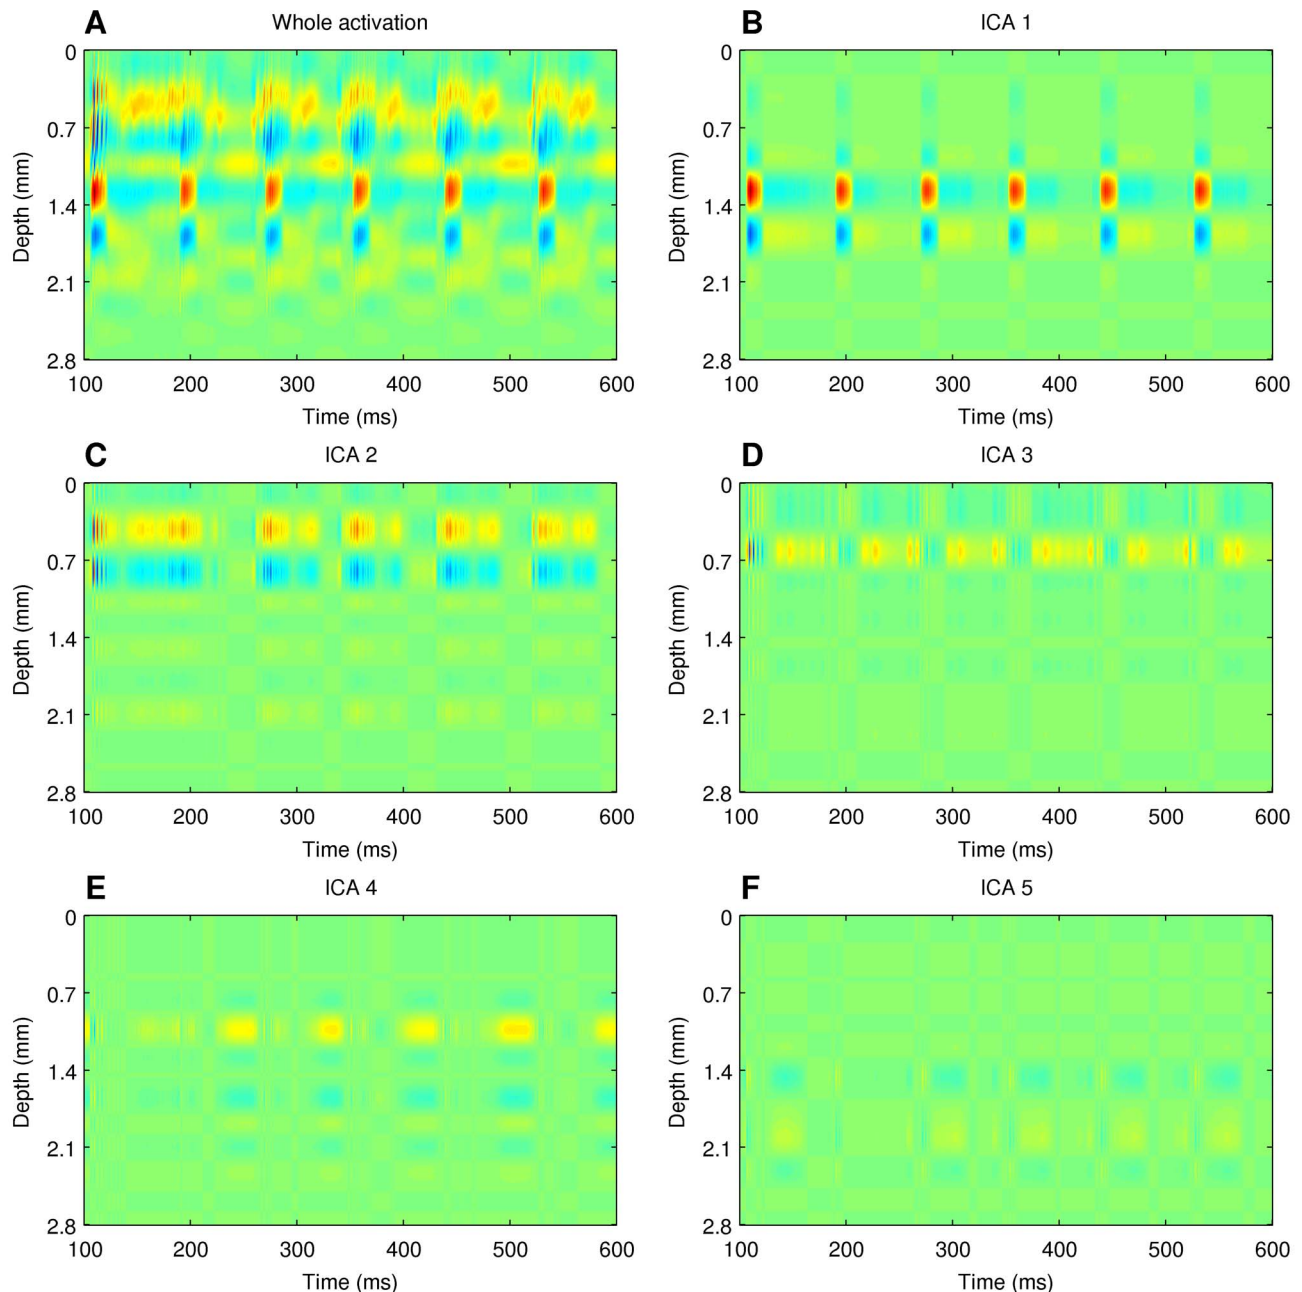 A Whole activation
0
0.7
1.4
2.1
2.8
Depth (mm)
100 200 300 400 500 600
Time (ms)
B ICA 1
0
0.7
1.4
2.1
2.8
Depth (mm)
100 200 300 400 500 600
Time (ms)
C ICA 2
0
0.7
1.4
2.1
2.8
Depth (mm)
100 200 300 400 500 600
Time (ms)
D ICA 3
0
0.7
1.4
2.1
2.8
Depth (mm)
100 200 300 400 500 600
Time (ms)
E ICA 4
0
0.7
1.4
2.1
2.8
Depth (mm)
100 200 300 400 500 600
Time (ms)
F ICA 5
0
0.7
1.4
2.1
2.8
Depth (mm)
100 200 300 400 500 600
Time (ms)